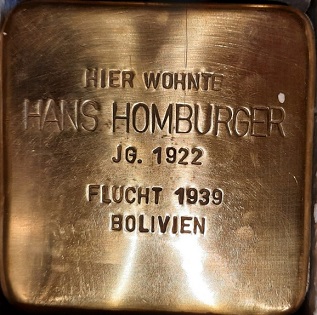 HIER WOHNTE
HANS HOMBURGER
JG. 1922
FLUCHT 1939
BOLIVIEN